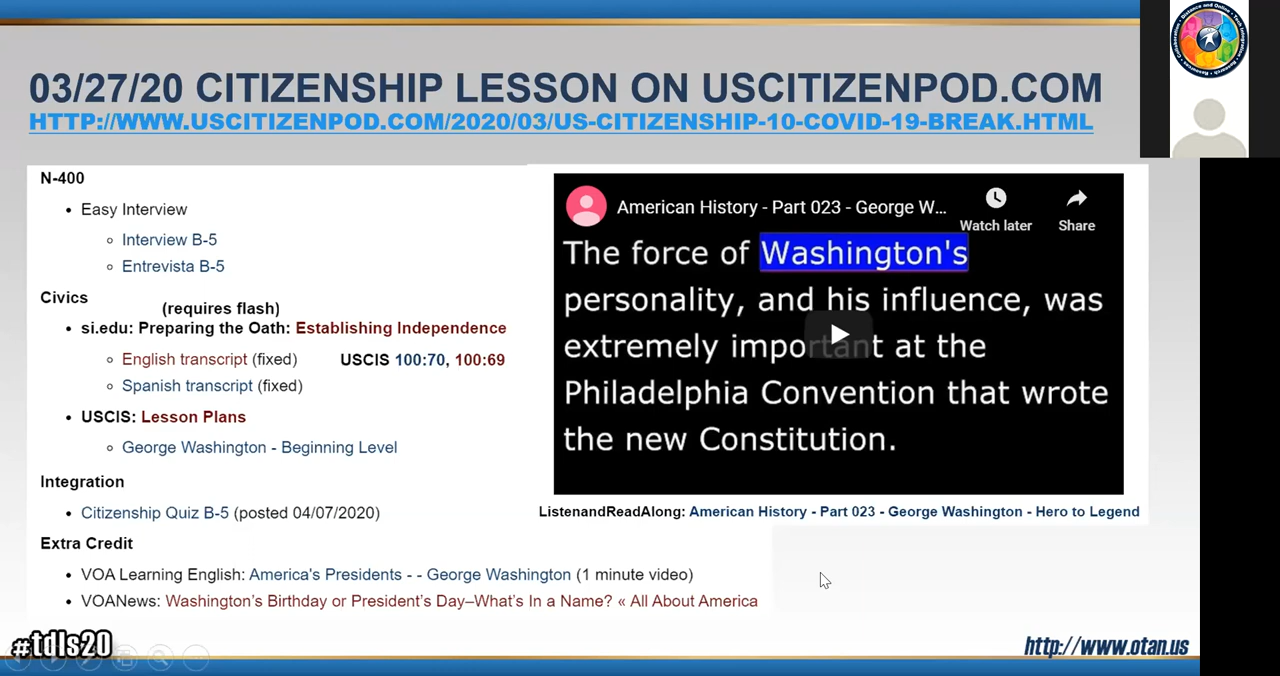 03/27/20 CITIZENSHIP LESSON ON USCITIZENPOD.COM
HTTP://WWW.USCITIZENPOD.COM/2020/03/US-CITIZENSHIP-10-COVID-19-BREAK.HTML
N-400
Easy Interview
Interview B-5
Entrevista B-5
Civics
(requires flash)
si.edu: Preparing the Oath: Establishing Independence
English transcript (fixed) USCIS 100:70, 100:69
Spanish transcript (fixed)
USCIS: Lesson Plans
George Washington - Beginning Level
Integration
Citizenship Quiz B-5 (posted 04/07/2020)
Extra Credit
VOA Learning English: America's Presidents - - George Washington (1 minute video)
VOANews: Washington's Birthday or President's Day–What's In a Name? « All About America
American History - Part 023 - George W...
Watch later
Share
The force of Washington's
personality, and his influence, was
extremely important at the
Philadelphia Convention that wrote
the new Constitution.
ListenandReadAlong: American History - Part 023 - George Washington - Hero to Legend
#tdls20
http://www.otan.us